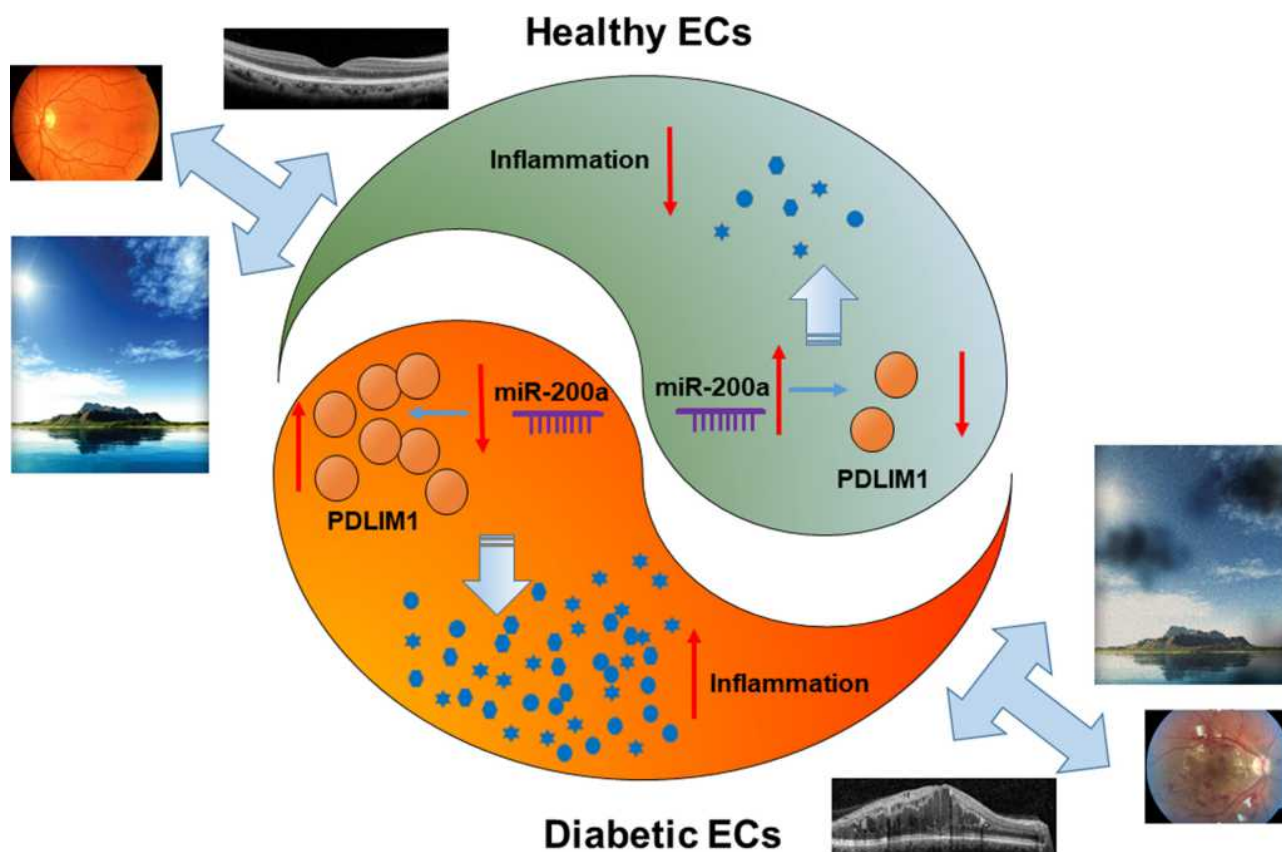 Healthy ECs
Inflammation
miR-200a
miR-200a
PDLIM1
PDLIM1
Inflammation
Diabetic ECs